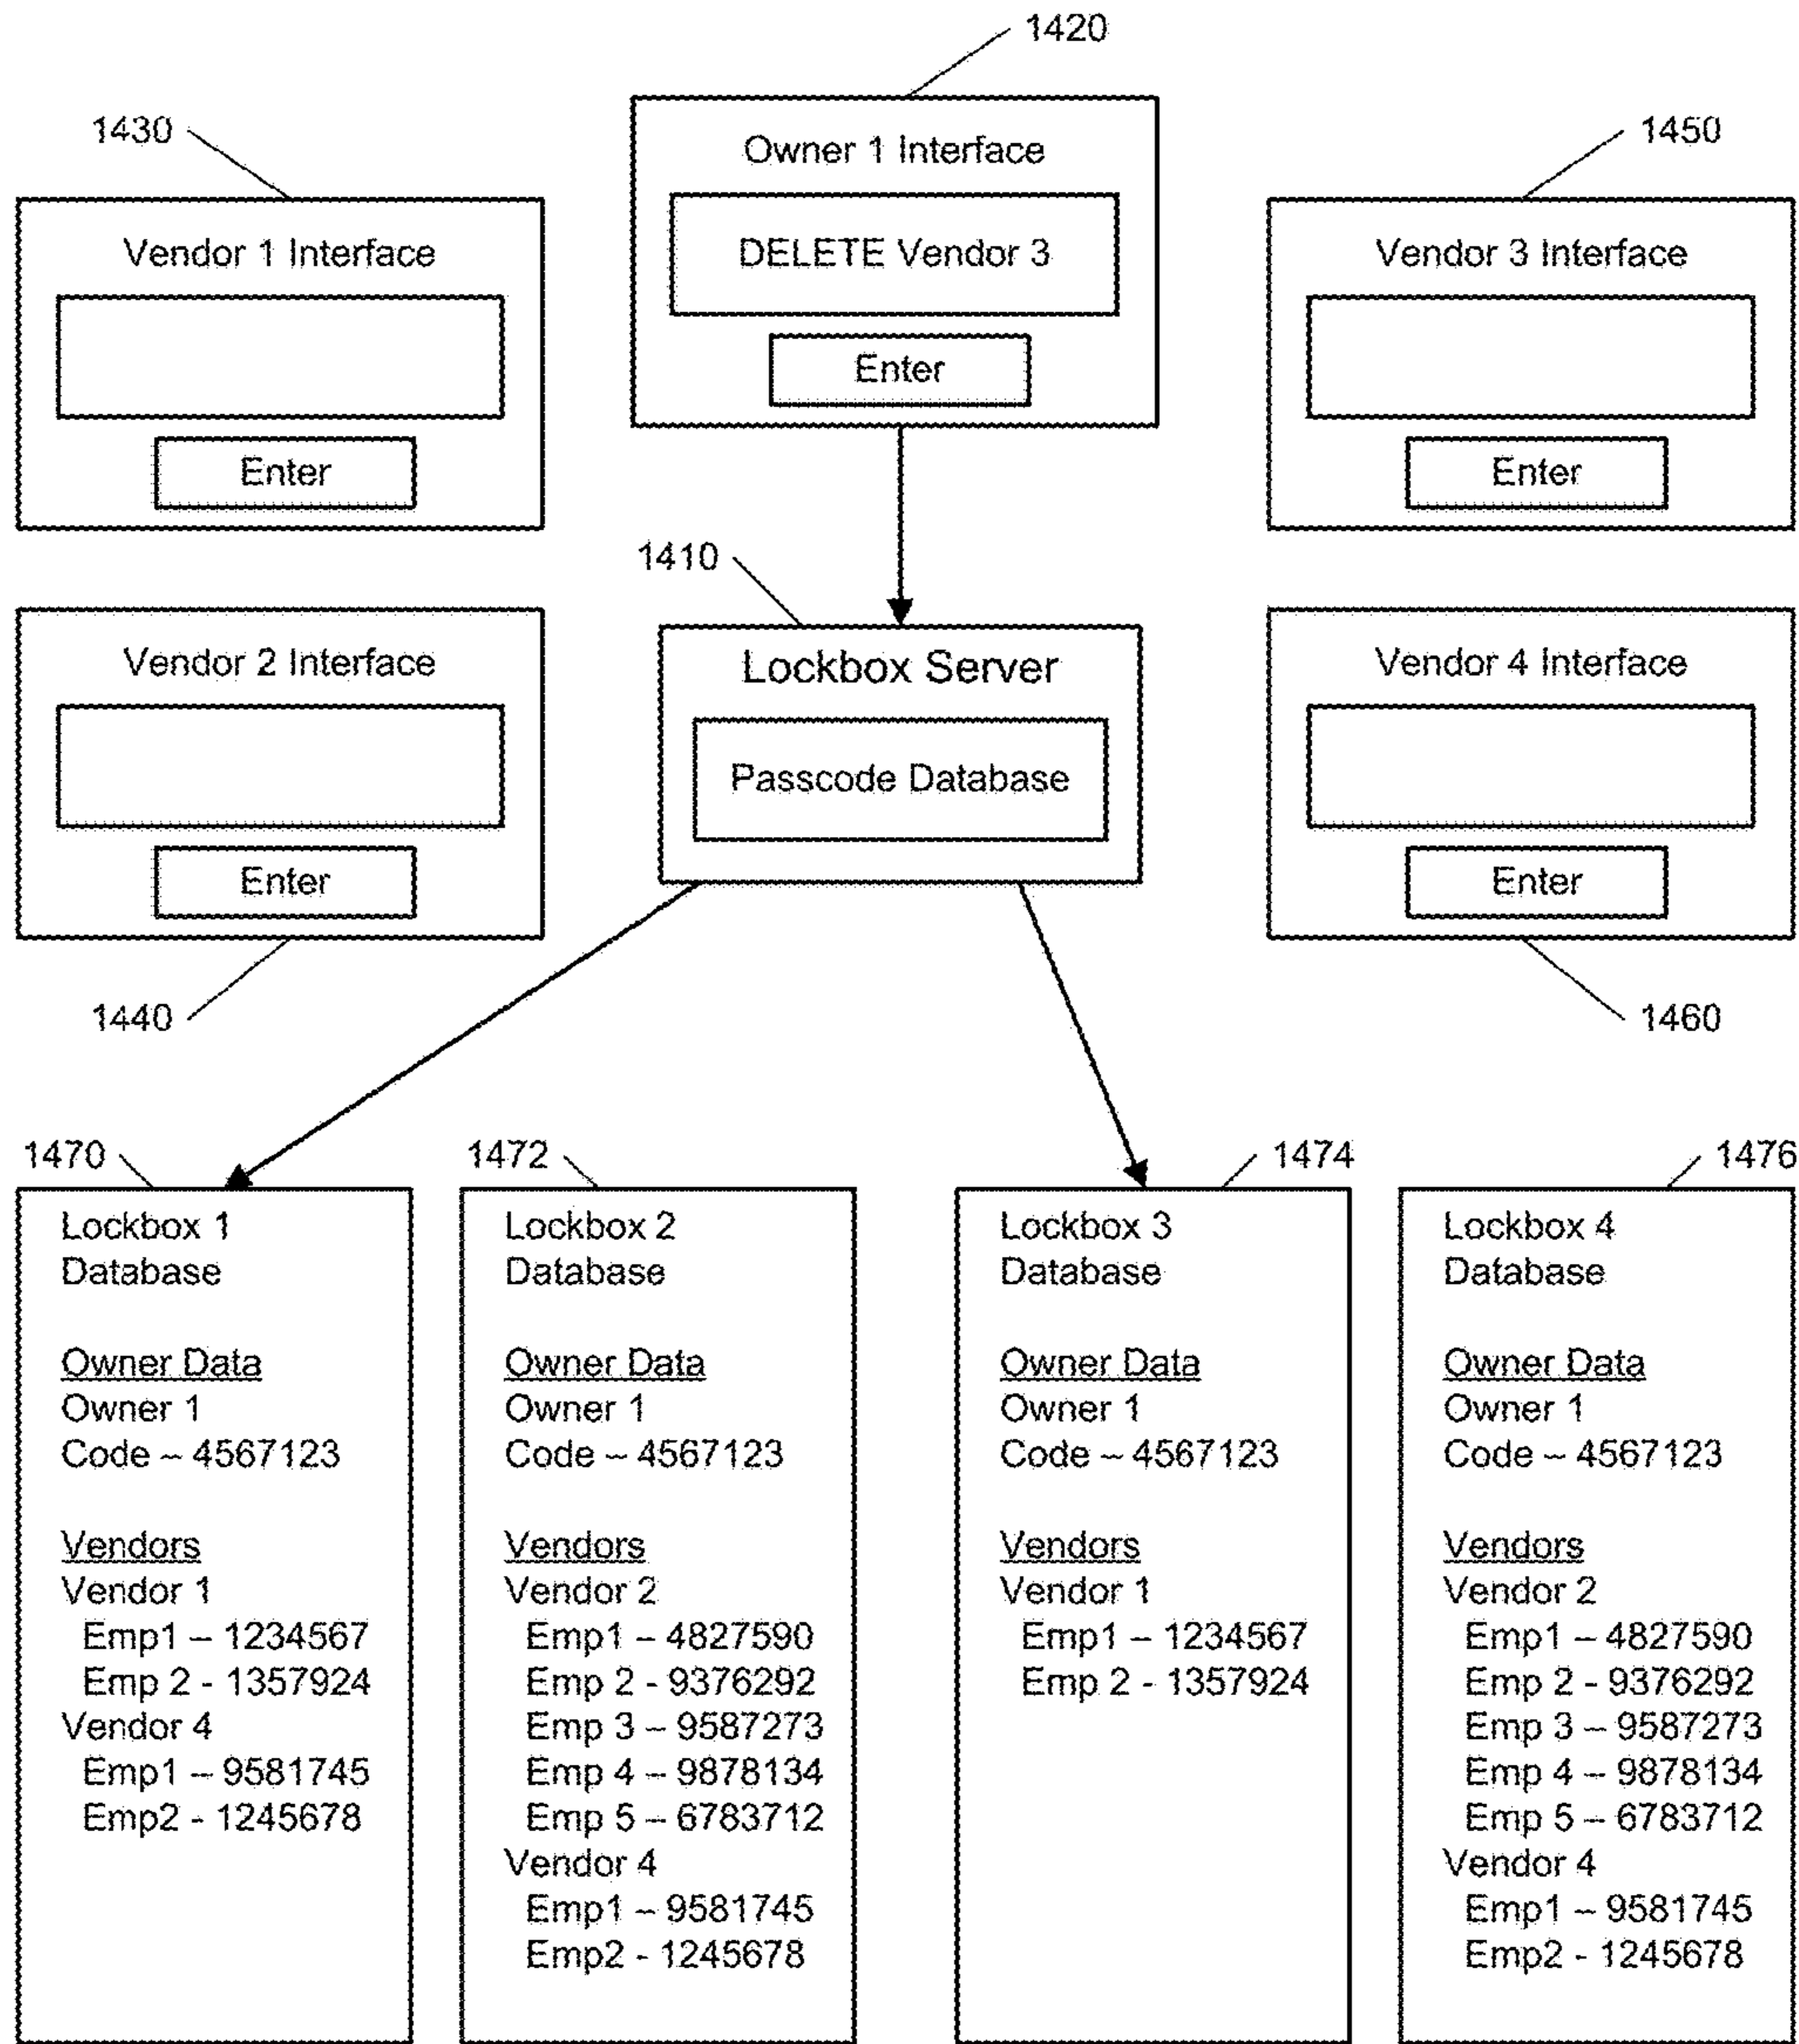 1420
1430
Owner 1 Interface
1450
Vendor 1 Interface
DELETE Vendor 3
Vendor 3 Interface
Enter
Enter
Enter
1410
Vendor 2 Interface
Lockbox Server
Vendor 4 Interface
Passcode Database
Enter
Enter
1440
1460
1470
Lockbox 1
Database
Owner Data
Owner 1
Code – 4567123
Vendors
Vendor 1
Emp1 – 1234567
Emp 2 - 1357924
Vendor 4
Emp1 – 9581745
Emp2 - 1245678
1472
Lockbox 2
Database
Owner Data
Owner 1
Code – 4567123
Vendors
Vendor 2
Emp1 – 4827590
Emp 2 - 9376292
Emp 3 – 9587273
Emp 4 – 9878134
Emp 5 – 6783712
Vendor 4
Emp1 – 9581745
Emp2 - 1245678
1474
Lockbox 3
Database
Owner Data
Owner 1
Code – 4567123
Vendors
Vendor 1
Emp1 – 1234567
Emp 2 - 1357924
1476
Lockbox 4
Database
Owner Data
Owner 1
Code – 4567123
Vendors
Vendor 2
Emp1 – 4827590
Emp 2 - 9376292
Emp 3 – 9587273
Emp 4 – 9878134
Emp 5 – 6783712
Vendor 4
Emp1 – 9581745
Emp2 - 1245678